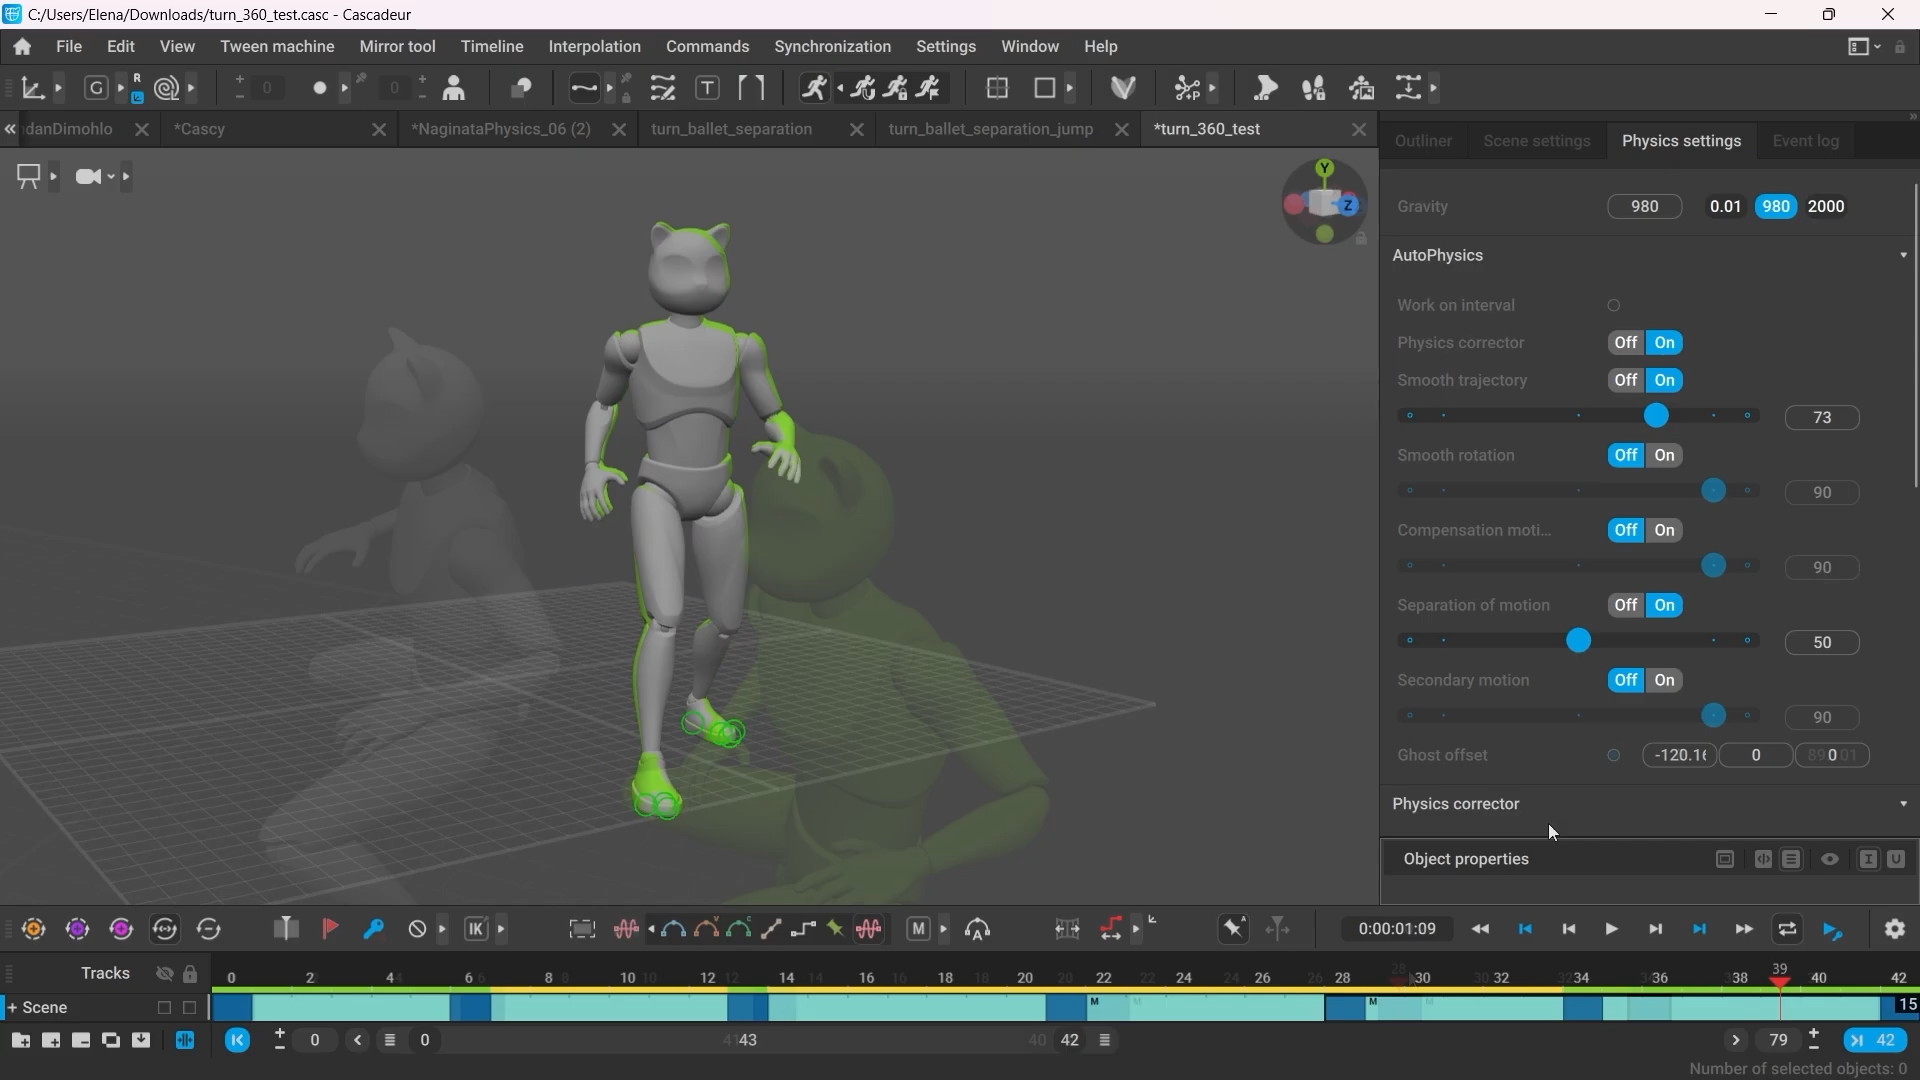 C:/Users/Elena/Downloads/turn_360_test.casc - Cascadeur
File Edit View Tween machine Mirror tool Timeline Interpolation Commands Synchronization Settings Window Help
G R 0 0 T
danDimohlo *Cascy *NaginataPhysics_06 (2) turn_ballet_separation turn_ballet_separation_jump *turn_360_test
Outliner Scene settings Physics settings Event log
Y
Z
Gravity 980 0.01 980 2000
AutoPhysics
Work on interval
Physics corrector Off On
Smooth trajectory Off On
73
Smooth rotation Off On
90
Compensation moti... Off On
90
Separation of motion Off On
50
Secondary motion Off On
90
Ghost offset -120.16 0 0
Physics corrector
Object properties I U
IK M A 0:00:01:09
Tracks 0 2 4 6 8 10 12 14 16 18 20 22 24 26 28 30 32 34 36 38 39 40 42
+ Scene M M 15
0 0 43 42 79 42
Number of selected objects: 0